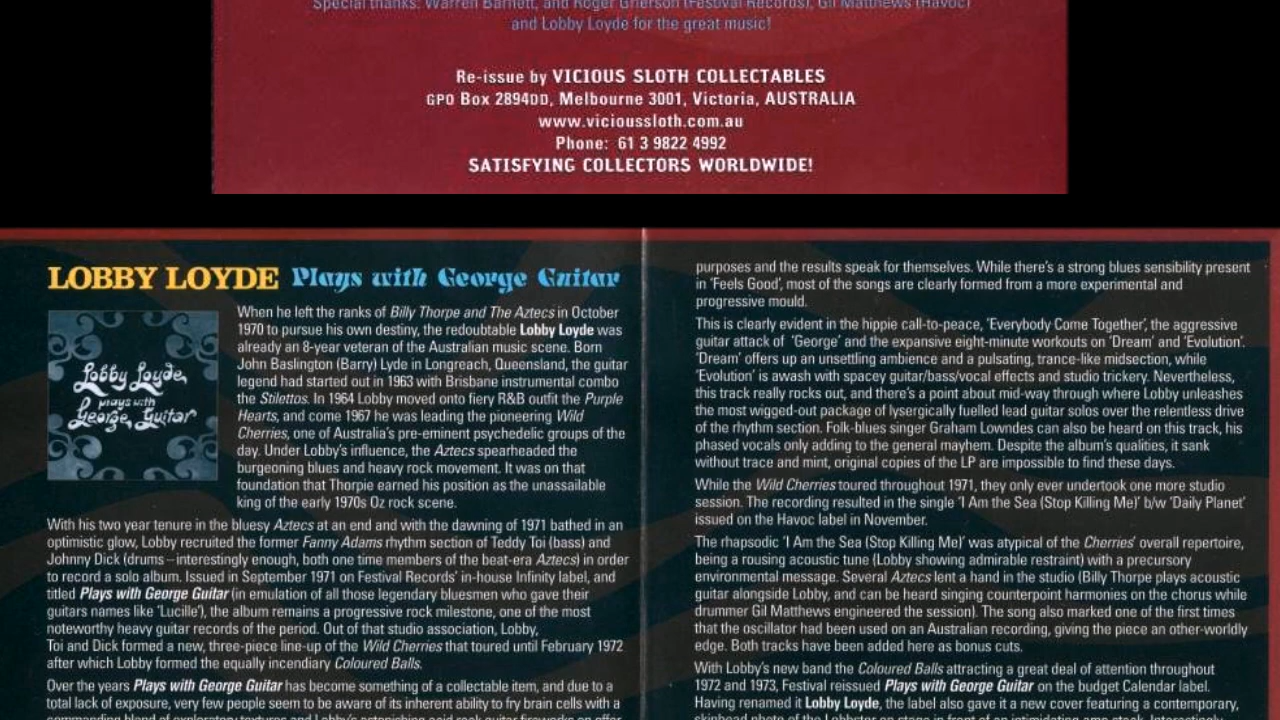 Special thanks: Warren Barnett, and Roger Grierson (Festival Records), Gil Matthews (Havoc)
and Lobby Loyde for the great music!
Re-issue by VICIOUS SLOTH COLLECTABLES
GPO Box 2894DD, Melbourne 3001, Victoria, AUSTRALIA
www.vicioussloth.com.au
Phone: 61 3 9822 4992
SATISFYING COLLECTORS WORLDWIDE!
LOBBY LOYDE Plays with George Guitar
Lobby Loyde
plays with
George Guitar
When he left the ranks of Billy Thorpe and The Aztecs in October
1970 to pursue his own destiny, the redoubtable Lobby Loyde was
already an 8-year veteran of the Australian music scene. Born
John Baslington (Barry) Lyde in Longreach, Queensland, the guitar
legend had started out in 1963 with Brisbane instrumental combo
the Stilettos. In 1964 Lobby moved onto fiery R&B outfit the Purple
Hearts, and come 1967 he was leading the pioneering Wild
Cherries, one of Australia's pre-eminent psychedelic groups of the
day. Under Lobby's influence, the Aztecs spearheaded the
burgeoning blues and heavy rock movement. It was on that
foundation that Thorpie earned his position as the unassailable
king of the early 1970s Oz rock scene.
With his two year tenure in the bluesy Aztecs at an end and with the dawning of 1971 bathed in an
optimistic glow, Lobby recruited the former Fanny Adams rhythm section of Teddy Toi (bass) and
Johnny Dick (drums – interestingly enough, both one time members of the beat-era Aztecs) in order
to record a solo album. Issued in September 1971 on Festival Records' in-house Infinity label, and
titled Plays with George Guitar (in emulation of all those legendary bluesmen who gave their
guitars names like 'Lucille'), the album remains a progressive rock milestone, one of the most
noteworthy heavy guitar records of the period. Out of that studio association, Lobby,
Toi and Dick formed a new, three-piece line-up of the Wild Cherries that toured until February 1972
after which Lobby formed the equally incendiary Coloured Balls.
Over the years Plays with George Guitar has become something of a collectable item, and due to a
total lack of exposure, very few people seem to be aware of its inherent ability to fry brain cells with a
commanding blend of exploratory textures and Lobby's astonishing acid rock guitar fireworks on offer
purposes and the results speak for themselves. While there's a strong blues sensibility present
in 'Feels Good', most of the songs are clearly formed from a more experimental and
progressive mould.
This is clearly evident in the hippie call-to-peace, 'Everybody Come Together', the aggressive
guitar attack of 'George' and the expansive eight-minute workouts on 'Dream' and 'Evolution'.
'Dream' offers up an unsettling ambience and a pulsating, trance-like midsection, while
'Evolution' is awash with spacey guitar/bass/vocal effects and studio trickery. Nevertheless,
this track really rocks out, and there's a point about mid-way through where Lobby unleashes
the most wigged-out package of lysergically fuelled lead guitar solos over the relentless drive
of the rhythm section. Folk-blues singer Graham Lowndes can also be heard on this track, his
phased vocals only adding to the general mayhem. Despite the album's qualities, it sank
without trace and mint, original copies of the LP are impossible to find these days.
While the Wild Cherries toured throughout 1971, they only ever undertook one more studio
session. The recording resulted in the single 'I Am the Sea (Stop Killing Me)' b/w 'Daily Planet'
issued on the Havoc label in November.
The rhapsodic 'I Am the Sea (Stop Killing Me)' was atypical of the Cherries' overall repertoire,
being a rousing acoustic tune (Lobby showing admirable restraint) with a precursory
environmental message. Several Aztecs lent a hand in the studio (Billy Thorpe plays acoustic
guitar alongside Lobby, and can be heard singing counterpoint harmonies on the chorus while
drummer Gil Matthews engineered the session). The song also marked one of the first times
that the oscillator had been used on an Australian recording, giving the piece an other-worldly
edge. Both tracks have been added here as bonus cuts.
With Lobby's new band the Coloured Balls attracting a great deal of attention throughout
1972 and 1973, Festival reissued Plays with George Guitar on the budget Calendar label.
Having renamed it Lobby Loyde, the label also gave it a new cover featuring a contemporary,
skinhead photo of the Lobbster on stage in front of an intimidating amp stack.